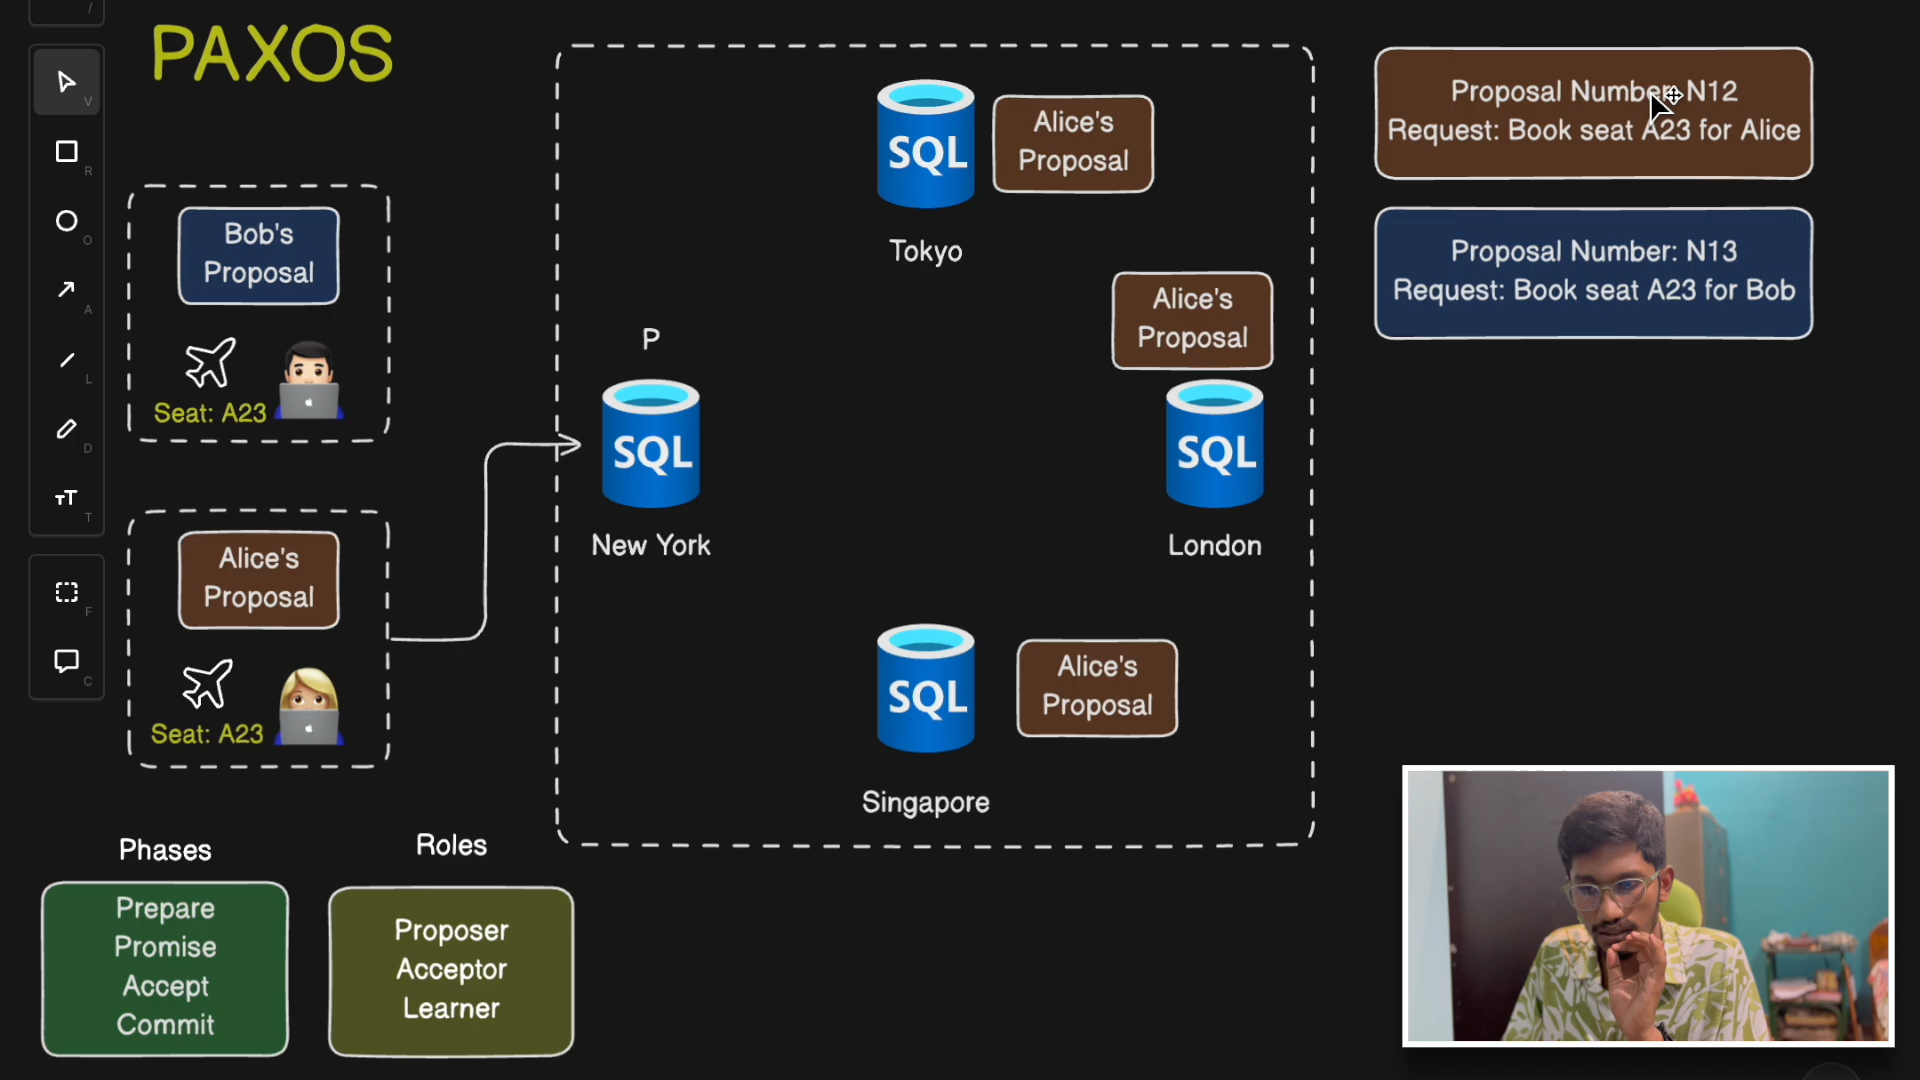 PAXOS
/
V
R
O
A
L
D
T
F
C
Bob's
Proposal
Seat: A23
Alice's
Proposal
Seat: A23
Phases
Prepare
Promise
Accept
Commit
Roles
Proposer
Acceptor
Learner
SQL
Alice's
Proposal
Tokyo
P
SQL
New York
Alice's
Proposal
SQL
London
SQL
Alice's
Proposal
Singapore
Proposal Number: N12
Request: Book seat A23 for Alice
Proposal Number: N13
Request: Book seat A23 for Bob